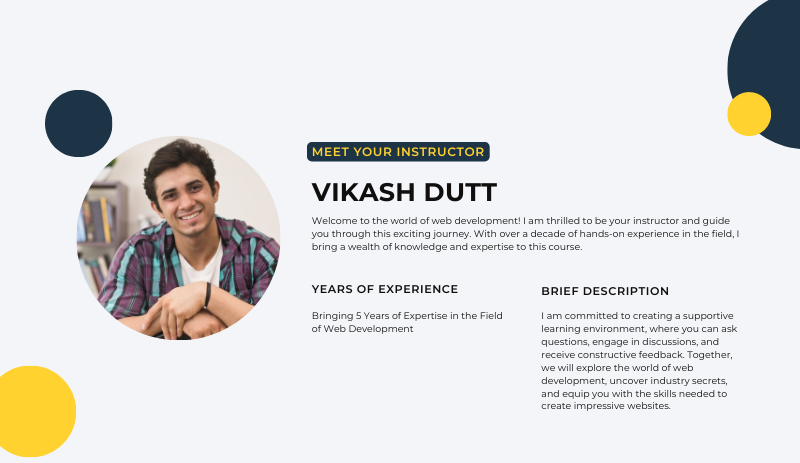 MEET YOUR INSTRUCTOR
VIKASH DUTT
Welcome to the world of web development! I am thrilled to be your instructor and guide
you through this exciting journey. With over a decade of hands-on experience in the field, I
bring a wealth of knowledge and expertise to this course.
YEARS OF EXPERIENCE
Bringing 5 Years of Expertise in the Field
of Web Development
BRIEF DESCRIPTION
I am committed to creating a supportive
learning environment, where you can ask
questions, engage in discussions, and
receive constructive feedback. Together,
we will explore the world of web
development, uncover industry secrets,
and equip you with the skills needed to
create impressive websites.